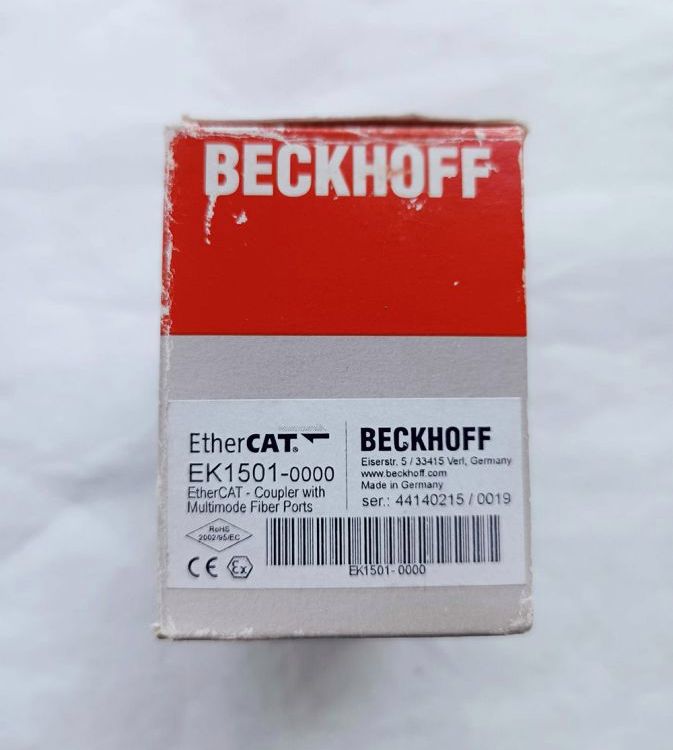 BECKHOFF
EtherCAT®
EK1501-0000
EtherCAT - Coupler with
Multimode Fiber Ports
BECKHOFF
Eiserstr. 5 / 33415 Verl, Germany
www.beckhoff.com
Made in Germany
ser.: 44140215 / 0019
RoHS
2002/95/EC
CE Ex
EK1501-0000